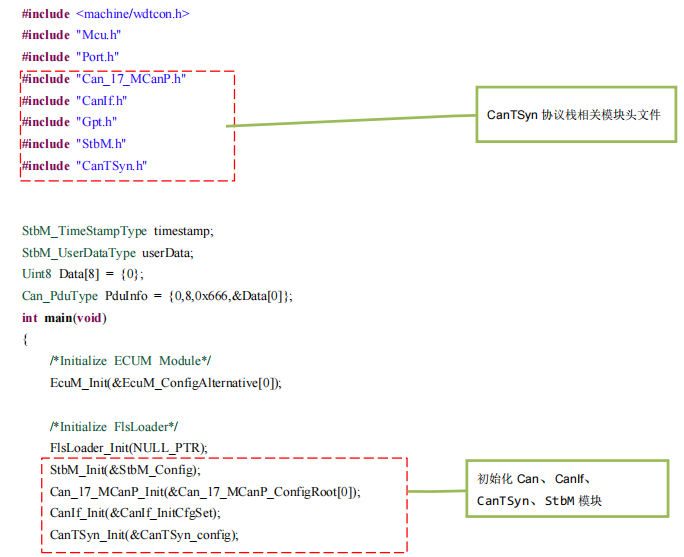 #include <machine/wdtcon.h>
#include "Mcu.h"
#include "Port.h"
#include "Can_17_MCanP.h"
#include "CanIf.h"
#include "Gpt.h"
#include "StbM.h"
#include "CanTSyn.h"
CanTSyn 协议栈相关模块头文件
StbM_TimeStampType timestamp;
StbM_UserDataType userData;
Uint8 Data[8] = {0};
Can_PduType PduInfo = {0,8,0x666,&Data[0]};
int main(void)
{
/*Initialize ECUM Module*/
EcuM_Init(&EcuM_ConfigAlternative[0]);
/*Initialize FlsLoader*/
FlsLoader_Init(NULL_PTR);
StbM_Init(&StbM_Config);
Can_17_MCanP_Init(&Can_17_MCanP_ConfigRoot[0]);
CanIf_Init(&CanIf_InitCfgSet);
CanTSyn_Init(&CanTSyn_config);
初始化 Can、CanIf、
CanTSyn、StbM 模块